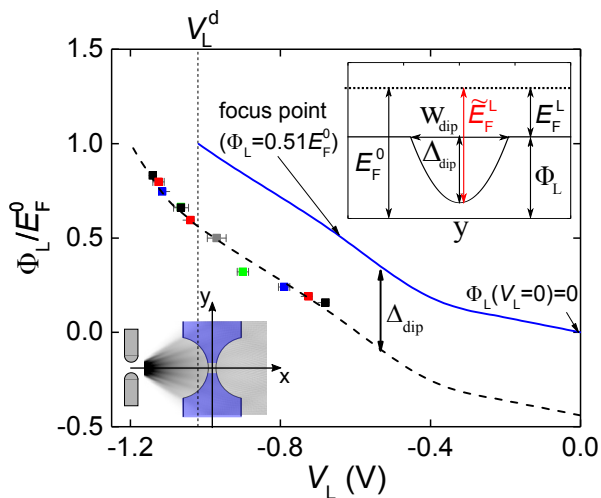 V_L^d
focus point
(Φ_L=0.51E_F^0)
W_dip
Ẽ_F^L
E_F^L
E_F^0
Δ_dip
Φ_L
y
Φ_L/E_F^0
1.0
0.5
0.0
-0.5
Φ_L(V_L=0)=0
Δ_dip
y
x
-1.2
-0.8
-0.4
0.0
V_L (V)